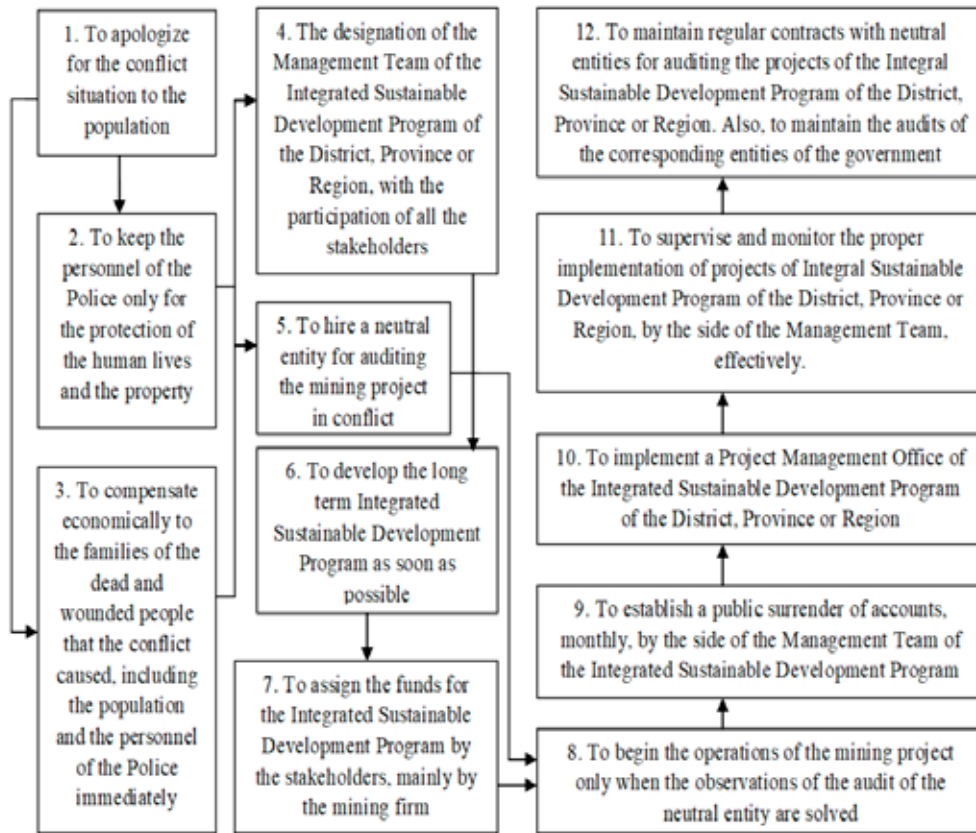 1. To apologize
for the conflict
situation to the
population
2. To keep the
personnel of the
Police only for
the protection of
the human lives
and the property
3. To compensate
economically to
the families of the
dead and
wounded people
that the conflict
caused, including
the population
and the personnel
of the Police
immediately
4. The designation of the
Management Team of the
Integrated Sustainable
Development Program of
the District, Province or
Region, with the
participation of all the
stakeholders
5. To hire a neutral
entity for auditing
the mining project
in conflict
6. To develop the long
term Integrated
Sustainable Development
Program as soon as
possible
7. To assign the funds for
the Integrated Sustainable
Development Program by
the stakeholders, mainly by
the mining firm
8. To begin the operations of the mining project
only when the observations of the audit of the
neutral entity are solved
9. To establish a public surrender of accounts,
monthly, by the side of the Management Team of
the Integrated Sustainable Development Program
10. To implement a Project Management Office of
the Integrated Sustainable Development Program
of the District, Province or Region
11. To supervise and monitor the proper
implementation of projects of Integral Sustainable
Development Program of the District, Province or
Region, by the side of the Management Team,
effectively.
12. To maintain regular contracts with neutral
entities for auditing the projects of the Integral
Sustainable Development Program of the District,
Province or Region. Also, to maintain the audits of
the corresponding entities of the government